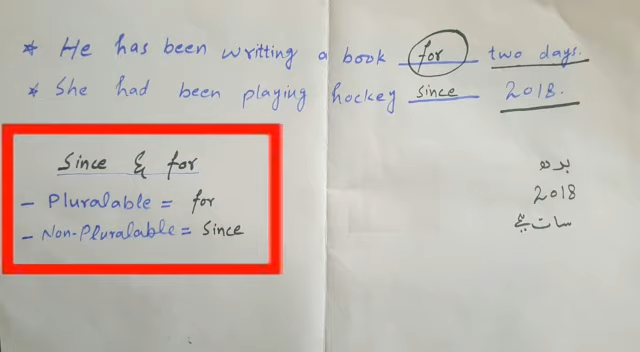 * He has been writting a book for two days.
* She had been playing hockey since 2018.
Since & for
- Pluralable = for
- Non-Pluralable = Since
بدھ
2018
سات بجے